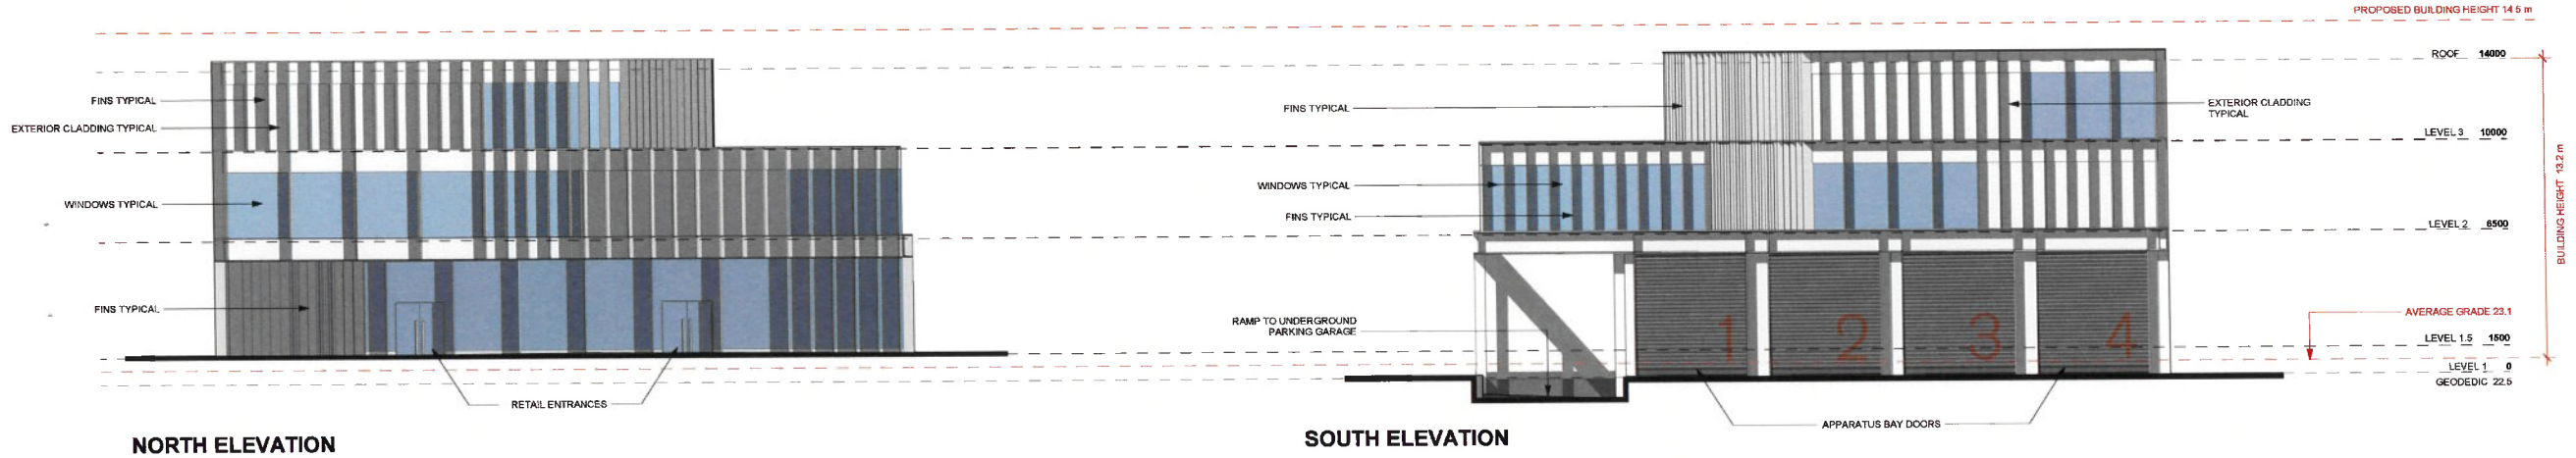 PROPOSED BUILDING HEIGHT 14.5 m
FINS TYPICAL
EXTERIOR CLADDING TYPICAL
WINDOWS TYPICAL
FINS TYPICAL
RETAIL ENTRANCES
NORTH ELEVATION
FINS TYPICAL
WINDOWS TYPICAL
FINS TYPICAL
RAMP TO UNDERGROUND
PARKING GARAGE
1 2 3 4
APPARATUS BAY DOORS
SOUTH ELEVATION
EXTERIOR CLADDING
TYPICAL
ROOF 14000
LEVEL 3 10000
LEVEL 2 6500
BUILDING HEIGHT 13.2 m
AVERAGE GRADE 23.1
LEVEL 1.5 1500
LEVEL 1 0
GEODEDIC 22.5